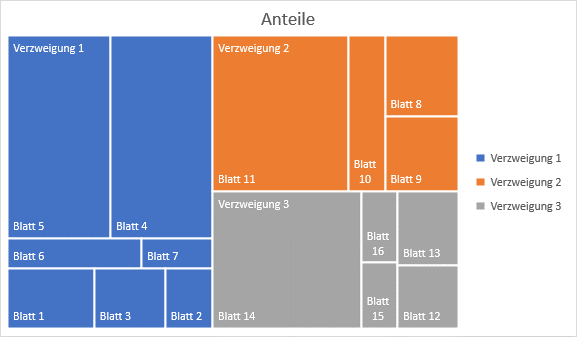 Anteile
Verzweigung 1
Verzweigung 2
Blatt 8
Verzweigung 1
Blatt
10
Blatt 11
Blatt 9
Verzweigung 2
Verzweigung 3
Verzweigung 3
Blatt 5
Blatt 4
Blatt
16
Blatt 13
Blatt 6
Blatt 7
Blatt 1
Blatt 3
Blatt 2
Blatt 14
Blatt
15
Blatt 12